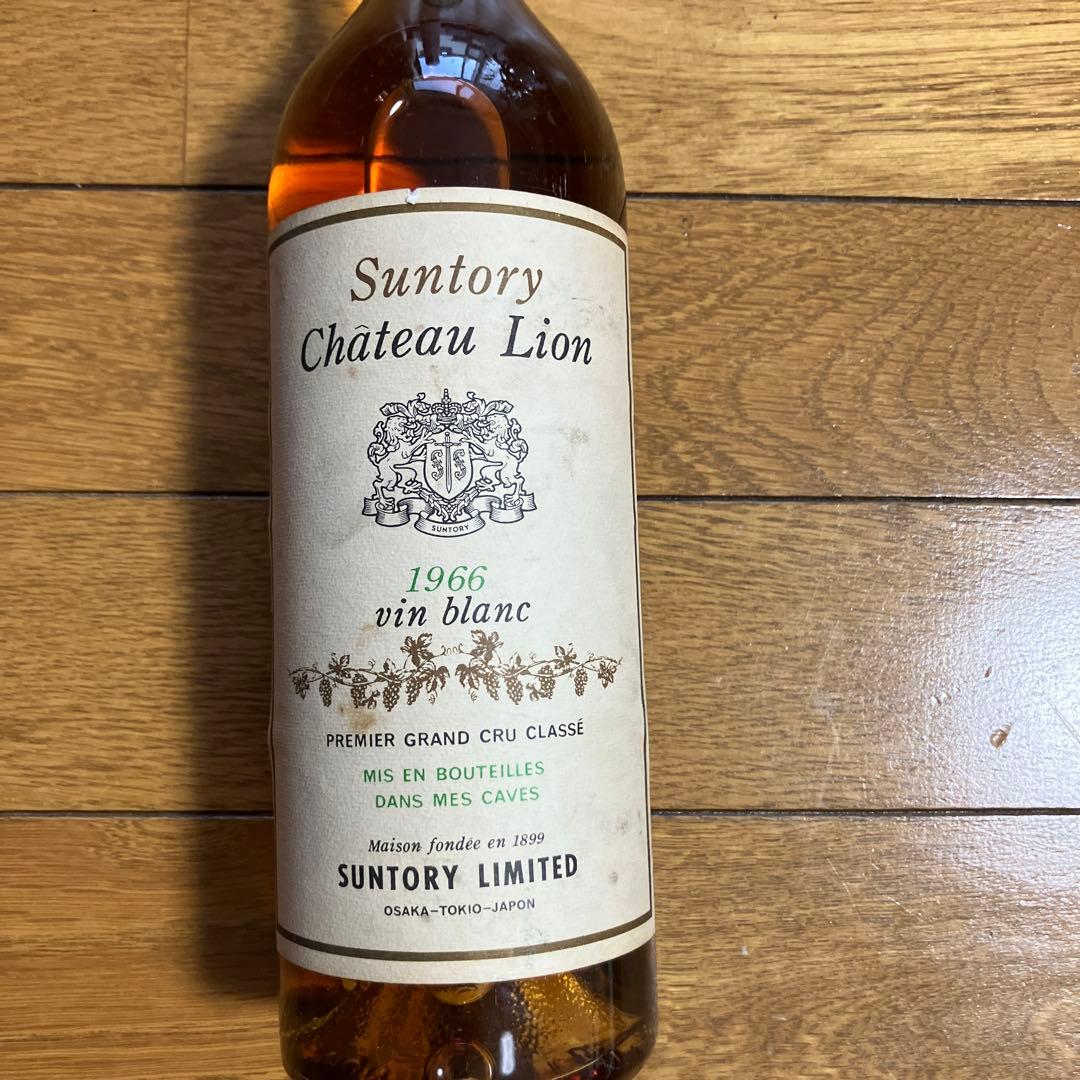 Suntory
Château Lion
SUNTORY
1966
vin blanc
PREMIER GRAND CRU CLASSÉ
MIS EN BOUTEILLES
DANS MES CAVES
Maison fondée en 1899
SUNTORY LIMITED
OSAKA–TOKIO–JAPON